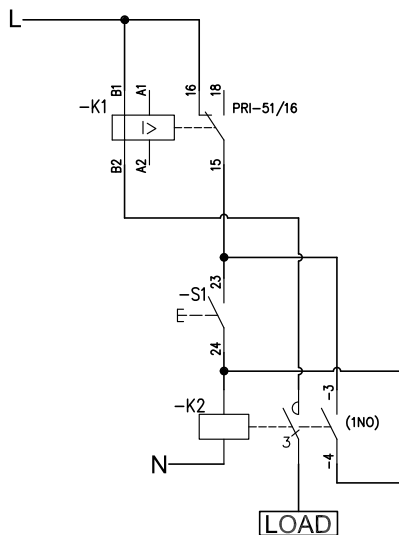 L
B1
A1
16
18
-K1
I>
PRI-51/16
B2
A2
15
23
-S1
24
-K2
-3
(1NO)
3
-4
N
LOAD